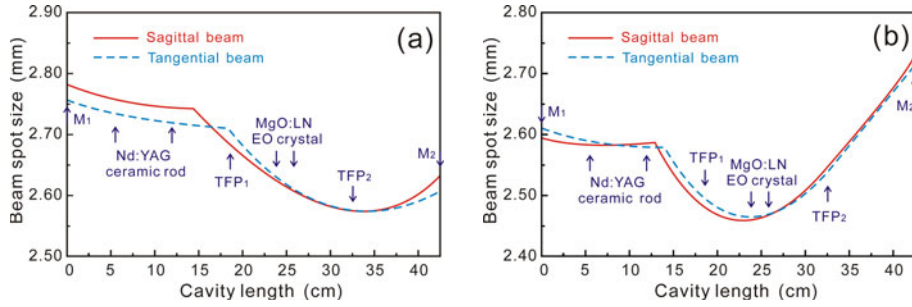 2.90
2.80
2.70
2.60
2.50
Beam spot size (mm)
(a)
Sagittal beam
Tangential beam
M1
Nd:YAG
ceramic rod
TFP1
MgO:LN
EO crystal
TFP2
M2
0 5 10 15 20 25 30 35 40
Cavity length (cm)
2.80
2.70
2.60
2.50
2.40
Beam spot size (mm)
(b)
Sagittal beam
Tangential beam
M1
Nd:YAG
ceramic rod
TFP1
MgO:LN
EO crystal
TFP2
M2
0 5 10 15 20 25 30 35 40
Cavity length (cm)